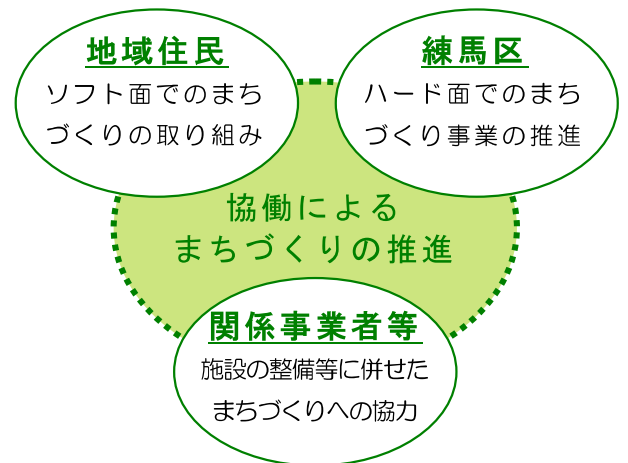 地域住民
ソフト面でのまち
づくりの取り組み
練馬区
ハード面でのまち
づくり事業の推進
協働による
まちづくりの推進
関係事業者等
施設の整備等に併せた
まちづくりへの協力